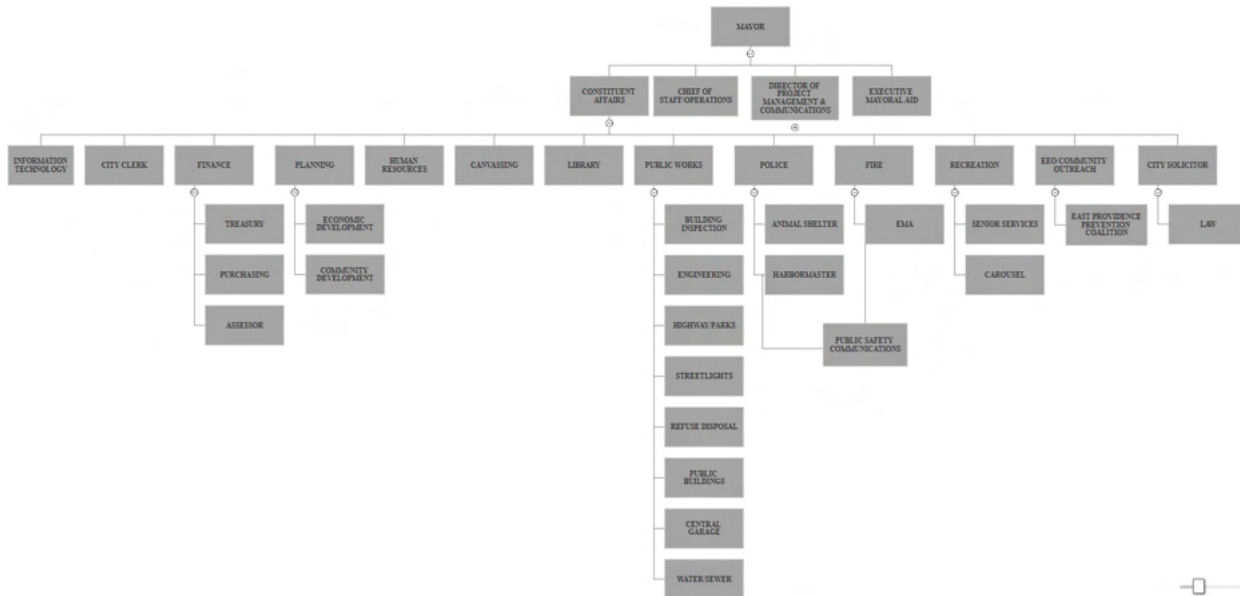 MAYOR
CONSTITUENT
AFFAIRS
CHIEF OF
STAFF/OPERATIONS
DIRECTOR OF
PROJECT
MANAGEMENT &
COMMUNICATIONS
EXECUTIVE
MAYORAL AID
INFORMATION
TECHNOLOGY
CITY CLERK
FINANCE
PLANNING
HUMAN
RESOURCES
CANVASSING
LIBRARY
PUBLIC WORKS
POLICE
FIRE
RECREATION
EEO/COMMUNITY
OUTREACH
CITY SOLICITOR
TREASURY
PURCHASING
ASSESSOR
ECONOMIC
DEVELOPMENT
COMMUNITY
DEVELOPMENT
BUILDING
INSPECTION
ENGINEERING
HIGHWAY/PARKS
STREETLIGHTS
REFUSE DISPOSAL
PUBLIC
BUILDINGS
CENTRAL
GARAGE
WATER/SEWER
ANIMAL SHELTER
HARBORMASTER
EMA
PUBLIC SAFETY
COMMUNICATIONS
SENIOR SERVICES
CAROUSEL
EAST PROVIDENCE
PREVENTION
COALITION
LAW